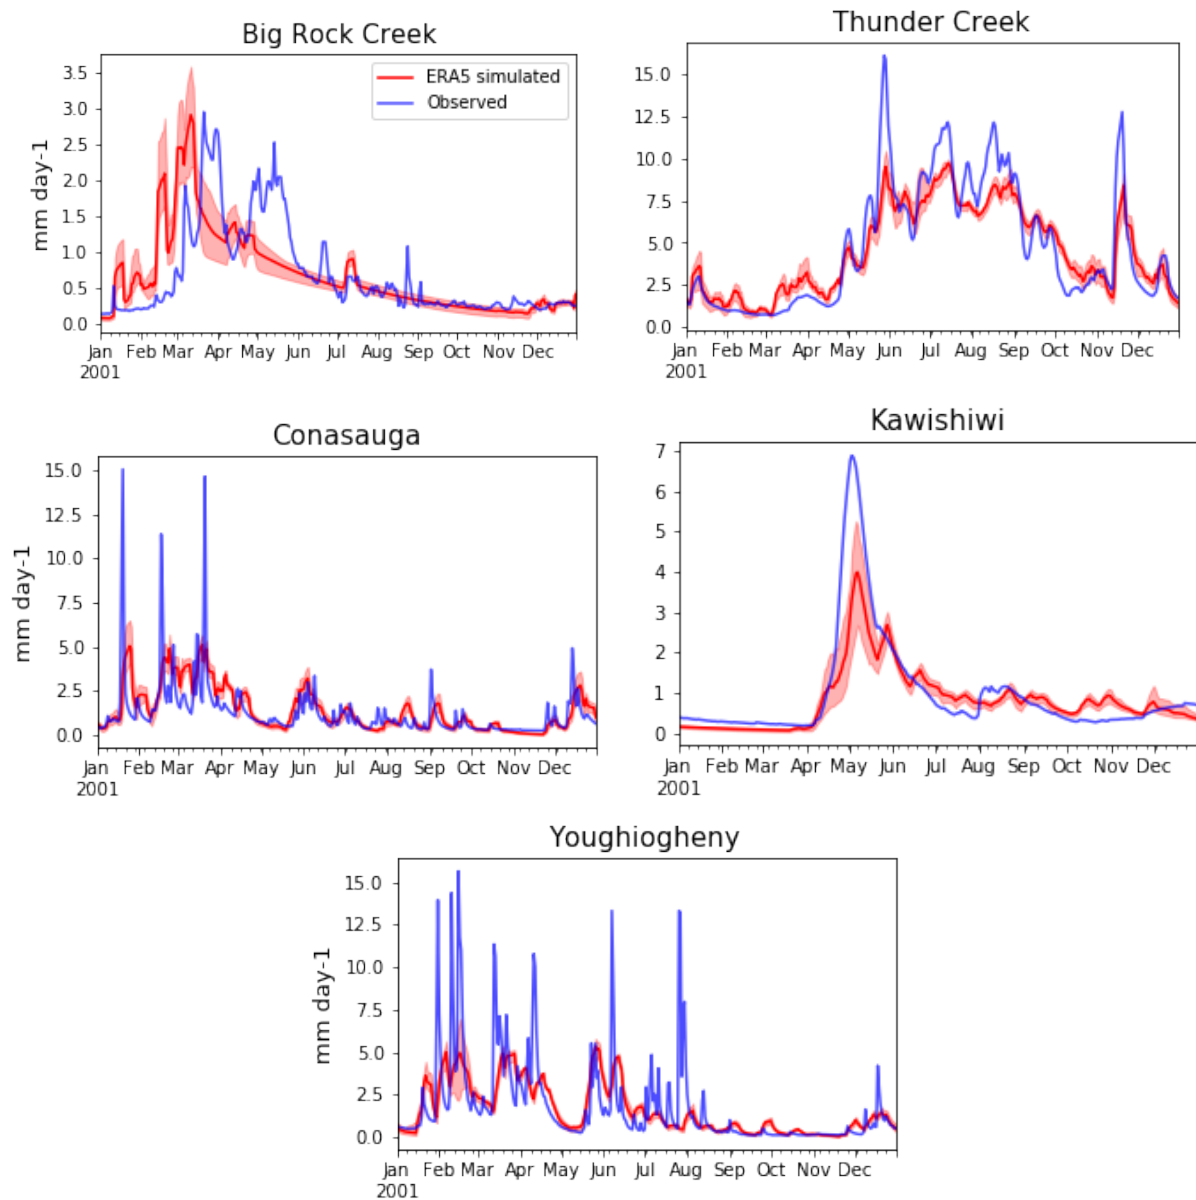 Big Rock Creek
mm day-1
3.5
3.0
2.5
2.0
1.5
1.0
0.5
0.0
ERA5 simulated
Observed
Jan Feb Mar Apr May Jun Jul Aug Sep Oct Nov Dec
2001
Thunder Creek
15.0
12.5
10.0
7.5
5.0
2.5
0.0
Jan Feb Mar Apr May Jun Jul Aug Sep Oct Nov Dec
2001
Conasauga
mm day-1
15.0
12.5
10.0
7.5
5.0
2.5
0.0
Jan Feb Mar Apr May Jun Jul Aug Sep Oct Nov Dec
2001
Kawishiwi
7
6
5
4
3
2
1
0
Jan Feb Mar Apr May Jun Jul Aug Sep Oct Nov Dec
2001
Youghiogheny
mm day-1
15.0
12.5
10.0
7.5
5.0
2.5
0.0
Jan Feb Mar Apr May Jun Jul Aug Sep Oct Nov Dec
2001